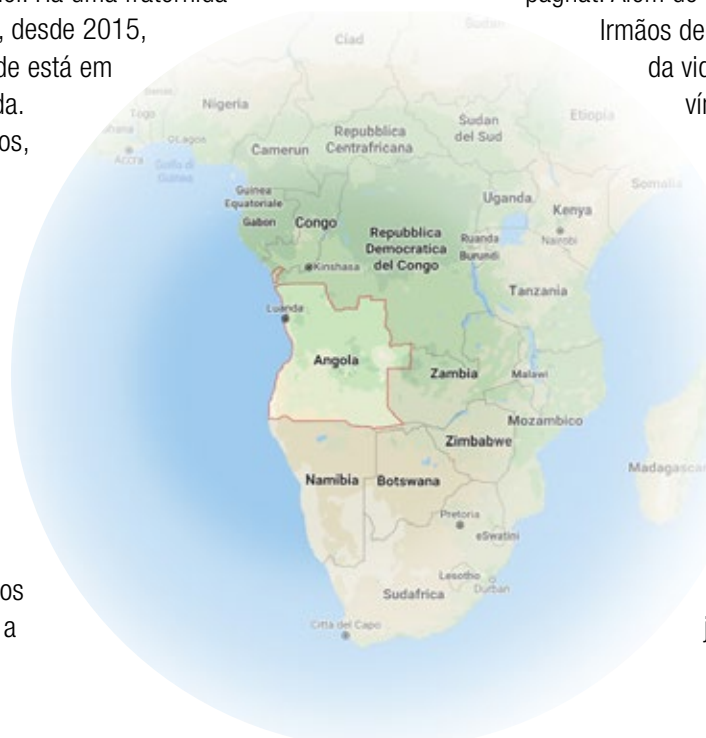 , desde 2015,
de está em
da.
os,
os
a
Irmãos de
da vid
vín
j
Ciad
Sudan
Nigeria
Benin
Togo
Ghana
Lagos
Accra
Golfo di
Guinea
Camerun
Repubblica
Centrafricana
Sudan
del Sud
Etiopia
Somalia
Guinea
Equatoriale
Gabon
Congo
Repubblica
Democratica
del Congo
Uganda
Kenya
Ruanda
Nairobi
Burundi
Kinshasa
Tanzania
Luanda
Angola
Zambia
Malawi
Mozambico
Zimbabwe
Namibia
Botswana
Madagascar
Pretoria
eSwatini
Lesotho
Durban
Sudafrica
Città del Capo